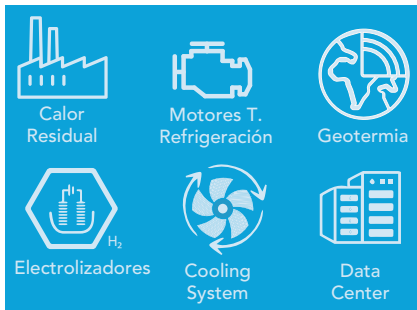 Calor
Residual
Motores T.
Refrigeración
Geotermia
H₂
Electrolizadores
Cooling
System
Data
Center